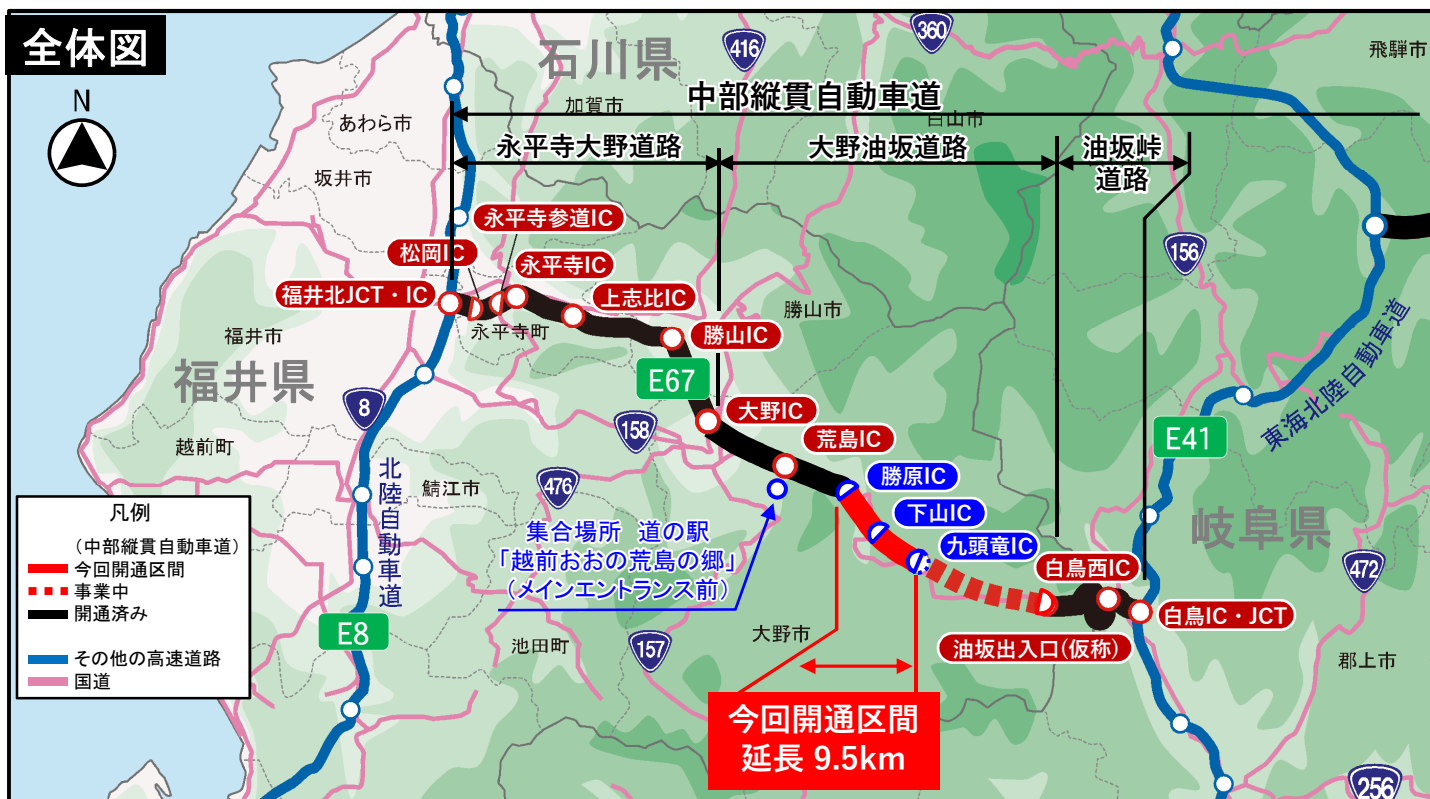 全体図
N
石川県
416
360
飛騨市
中部縦貫自動車道
加賀市
白山市
あわら市
坂井市
永平寺大野道路
大野油坂道路
油坂峠
道路
永平寺参道IC
松岡IC
永平寺IC
156
福井北JCT・IC
上志比IC
勝山市
永平寺町
勝山IC
福井市
福井県
E67
東海北陸自動車道
8
大野IC
158
荒島IC
E41
越前町
北陸自動車道
鯖江市
476
勝原IC
下山IC
九頭竜IC
岐阜県
集合場所 道の駅
「越前おおの荒島の郷」
(メインエントランス前)
白鳥西IC
472
白鳥IC・JCT
凡例
(中部縦貫自動車道)
今回開通区間
事業中
開通済み
その他の高速道路
国道
E8
池田町
157
大野市
油坂出入口(仮称)
郡上市
今回開通区間
延長 9.5km
256